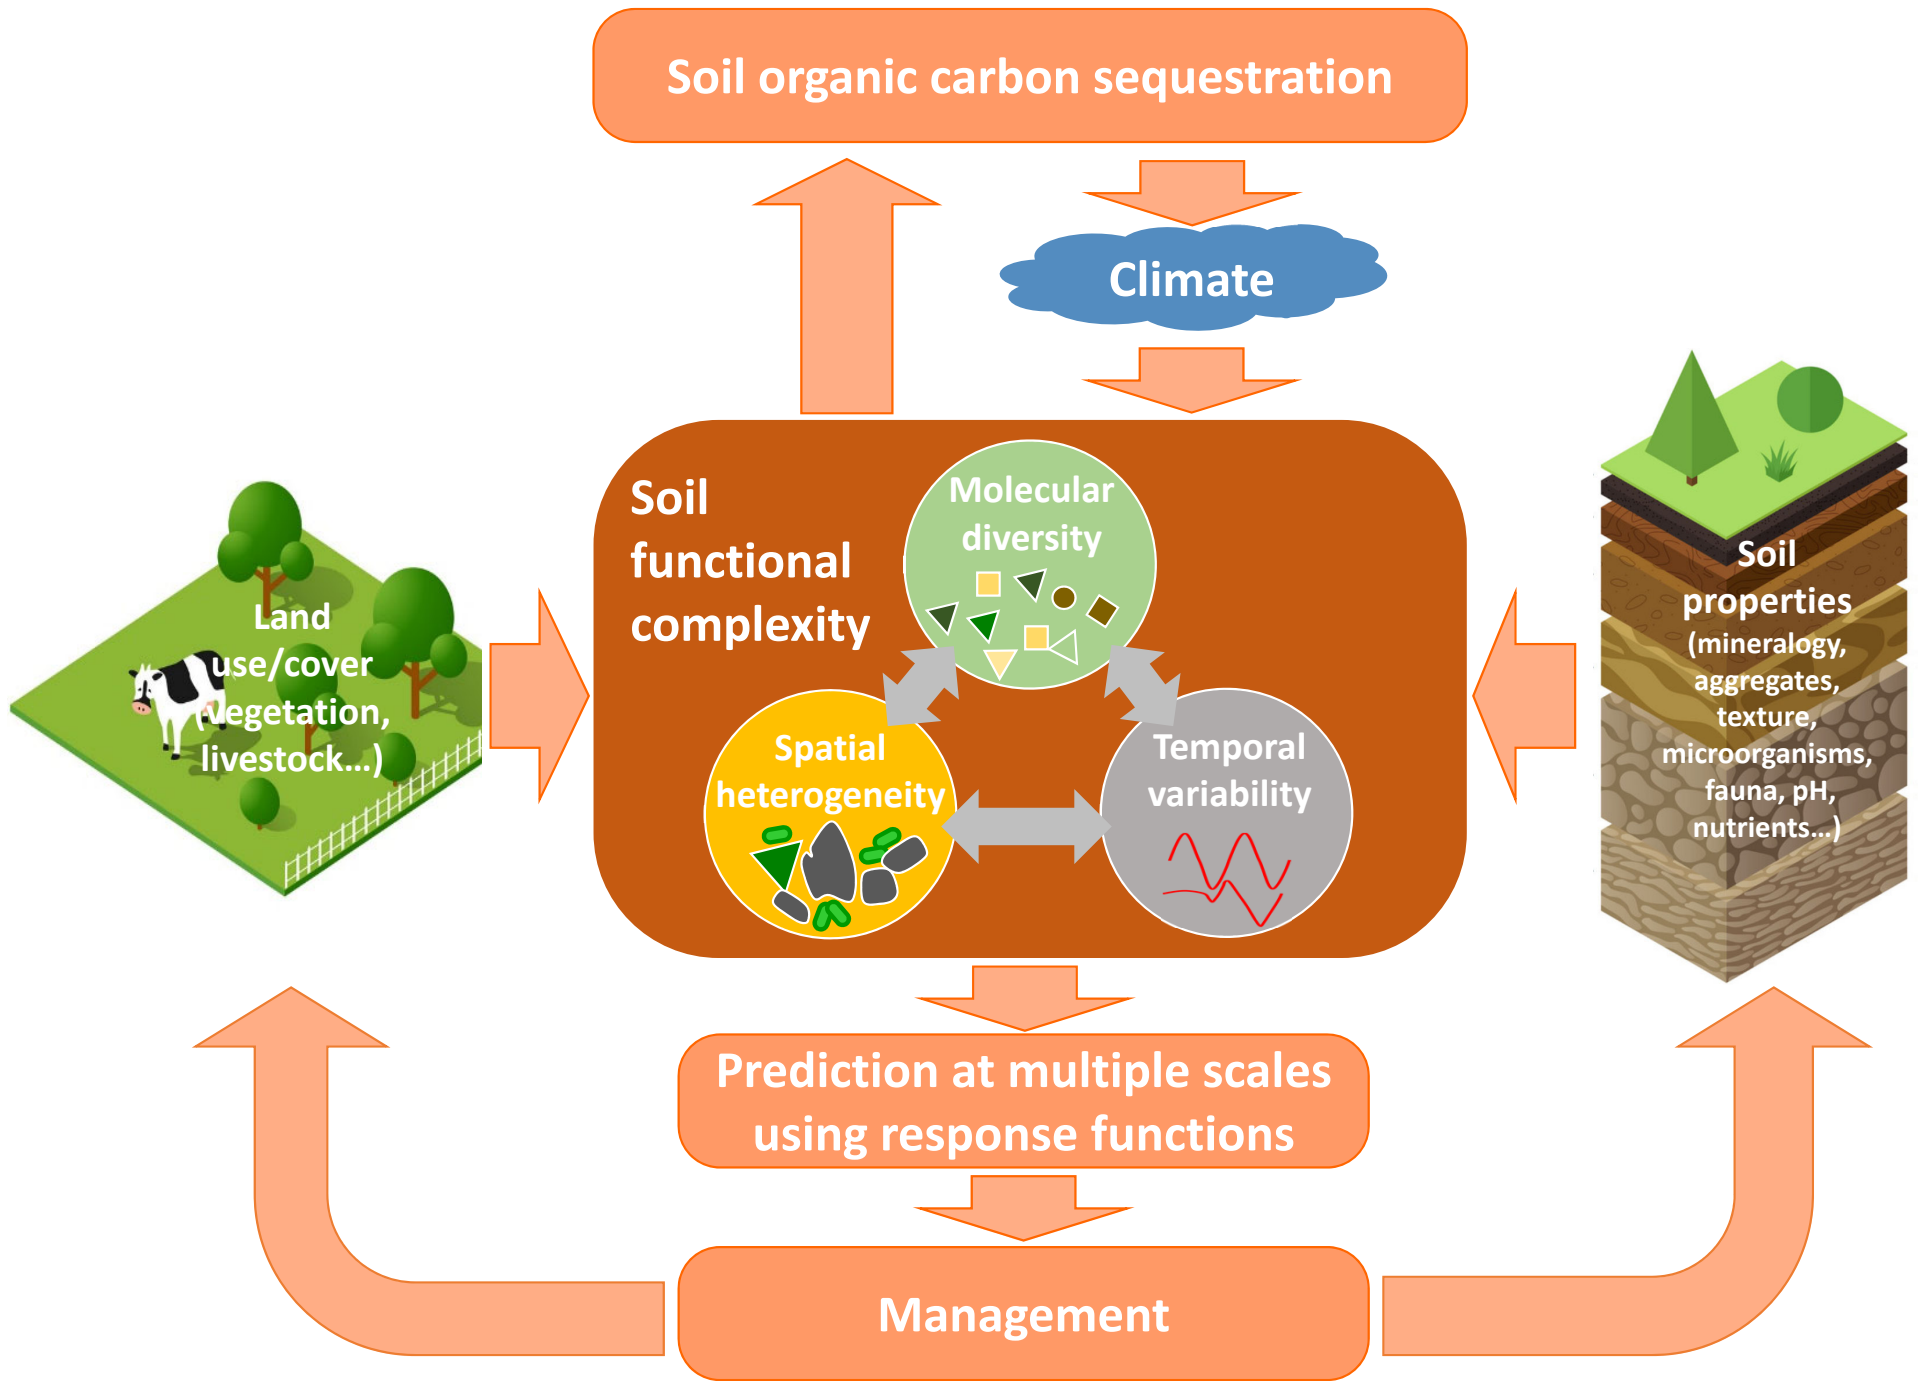 Soil organic carbon sequestration
Climate
Soil
functional
complexity
Molecular
diversity
Spatial
heterogeneity
Temporal
variability
Land
use/cover
(vegetation,
livestock...)
Soil
properties
(mineralogy,
aggregates,
texture,
microorganisms,
fauna, pH,
nutrients...)
Prediction at multiple scales
using response functions
Management